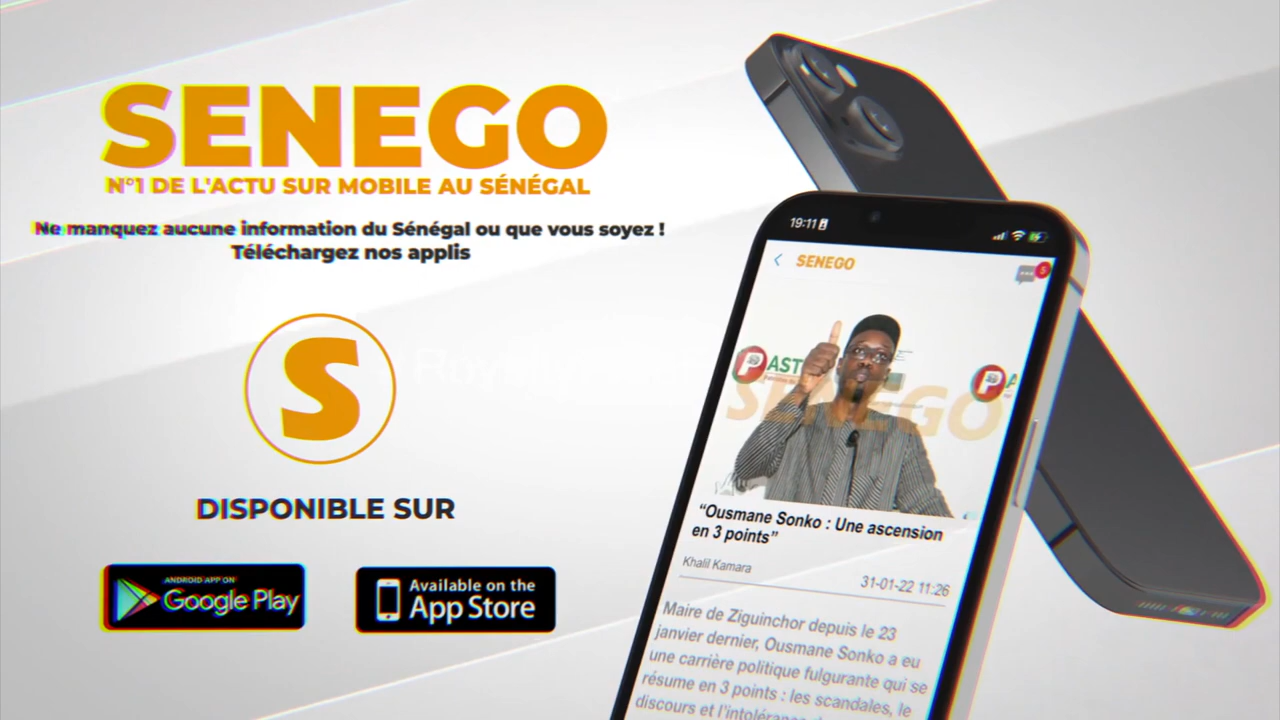 SENEGO
N°1 DE L'ACTU SUR MOBILE AU SÉNÉGAL
Ne manquez aucune information du Sénégal ou que vous soyez !
Téléchargez nos applis
S
DISPONIBLE SUR
ANDROID APP ON
Google Play
Available on the
App Store
19:11
SENEGO
5
PAST
P
SENEGO
“Ousmane Sonko : Une ascension
en 3 points”
Khalil Kamara
31-01-22 11:26
Maire de Ziguinchor depuis le 23
janvier dernier, Ousmane Sonko a eu
une carrière politique fulgurante qui se
résume en 3 points : les scandales, le
discours et l'intolérance